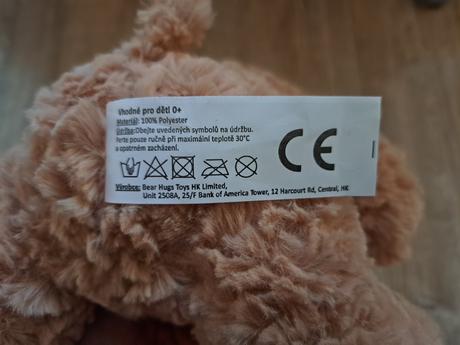 Vhodné pro děti 0+
Materiál: 100% Polyester
Údržba: Dbejte uvedených symbolů na údržbu.
Perte pouze ručně při maximální teplotě 30°C
a opatrném zacházení.
CE
Výrobce: Bear Hugs Toys HK Limited,
Unit 2508A, 25/F Bank of America Tower, 12 Harcourt Rd, Central, HK